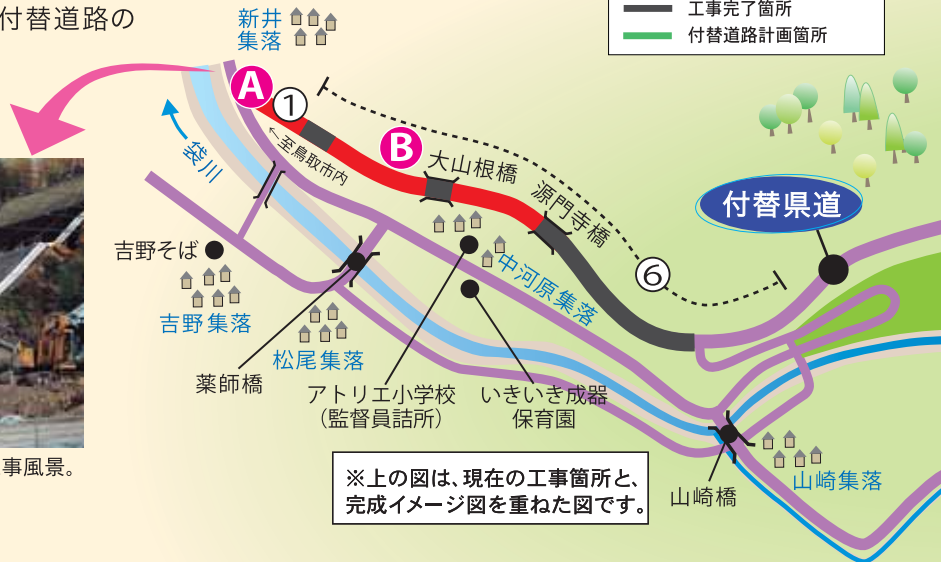 付替道路の
新井
集落
工事完了箇所
付替道路計画箇所
A
①
←至鳥取市内
B
大山根橋
源門寺橋
付替県道
袋川
吉野そば
中河原集落
⑥
吉野集落
松尾集落
薬師橋
アトリエ小学校
（監督員詰所）
いきいき成器
保育園
事風景。
※上の図は、現在の工事箇所と、
完成イメージ図を重ねた図です。
山崎橋
山崎集落